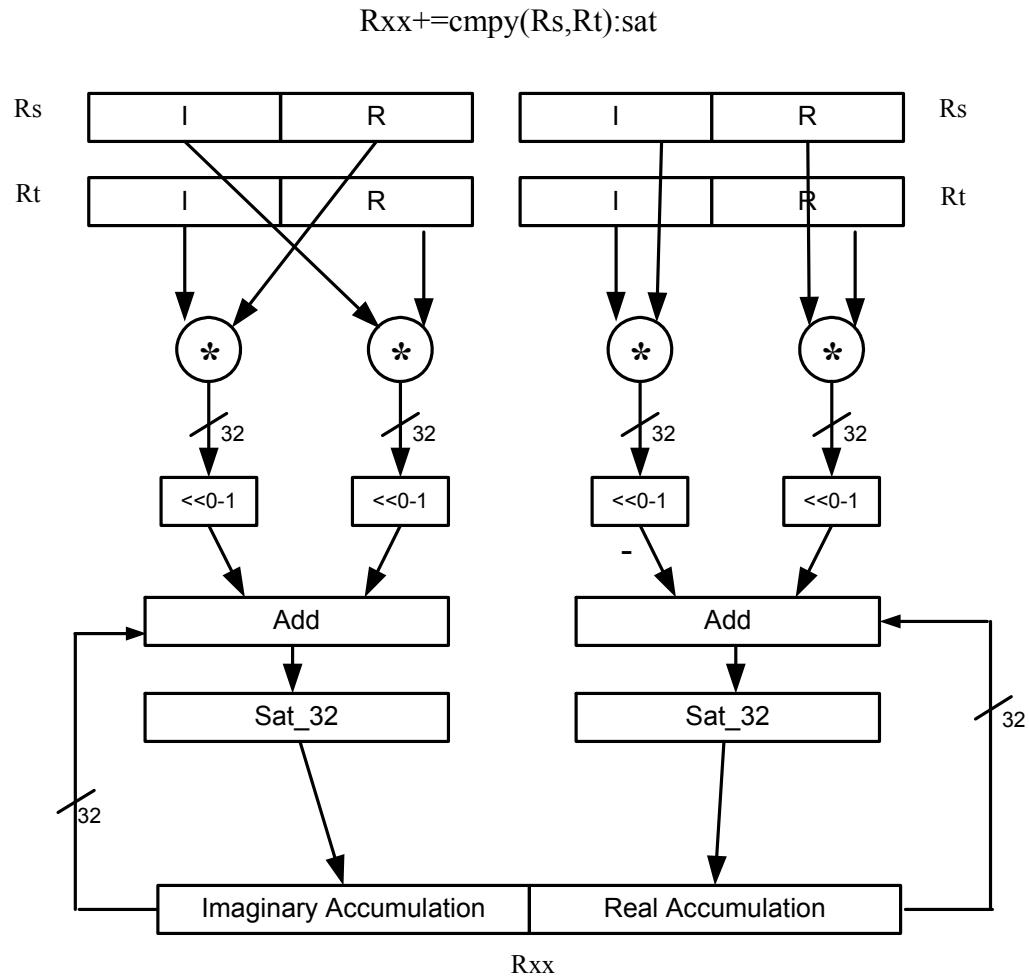 Rxx+=cmpy(Rs,Rt):sat
Rs I R I R Rs
Rt I R I R Rt
* * * *
32 32 32 32
<<0-1 <<0-1 <<0-1 <<0-1
-
Add Add
Sat_32 Sat_32
32
32
Imaginary Accumulation Real Accumulation
Rxx